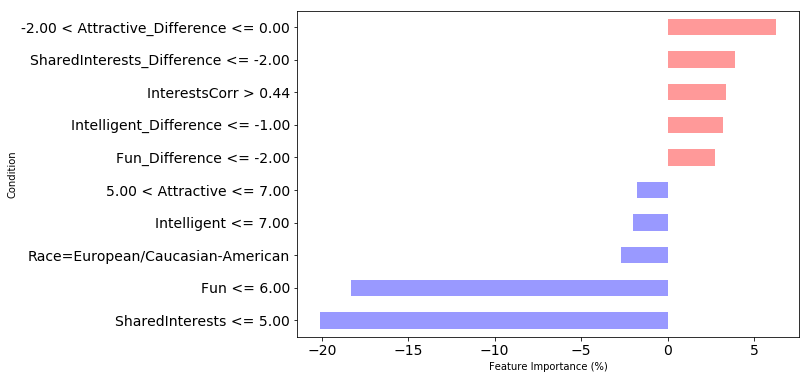 -2.00 < Attractive_Difference <= 0.00
SharedInterests_Difference <= -2.00
InterestsCorr > 0.44
Intelligent_Difference <= -1.00
Fun_Difference <= -2.00
5.00 < Attractive <= 7.00
Intelligent <= 7.00
Race=European/Caucasian-American
Fun <= 6.00
SharedInterests <= 5.00
Condition
−20 −15 −10 −5 0 5
Feature Importance (%)